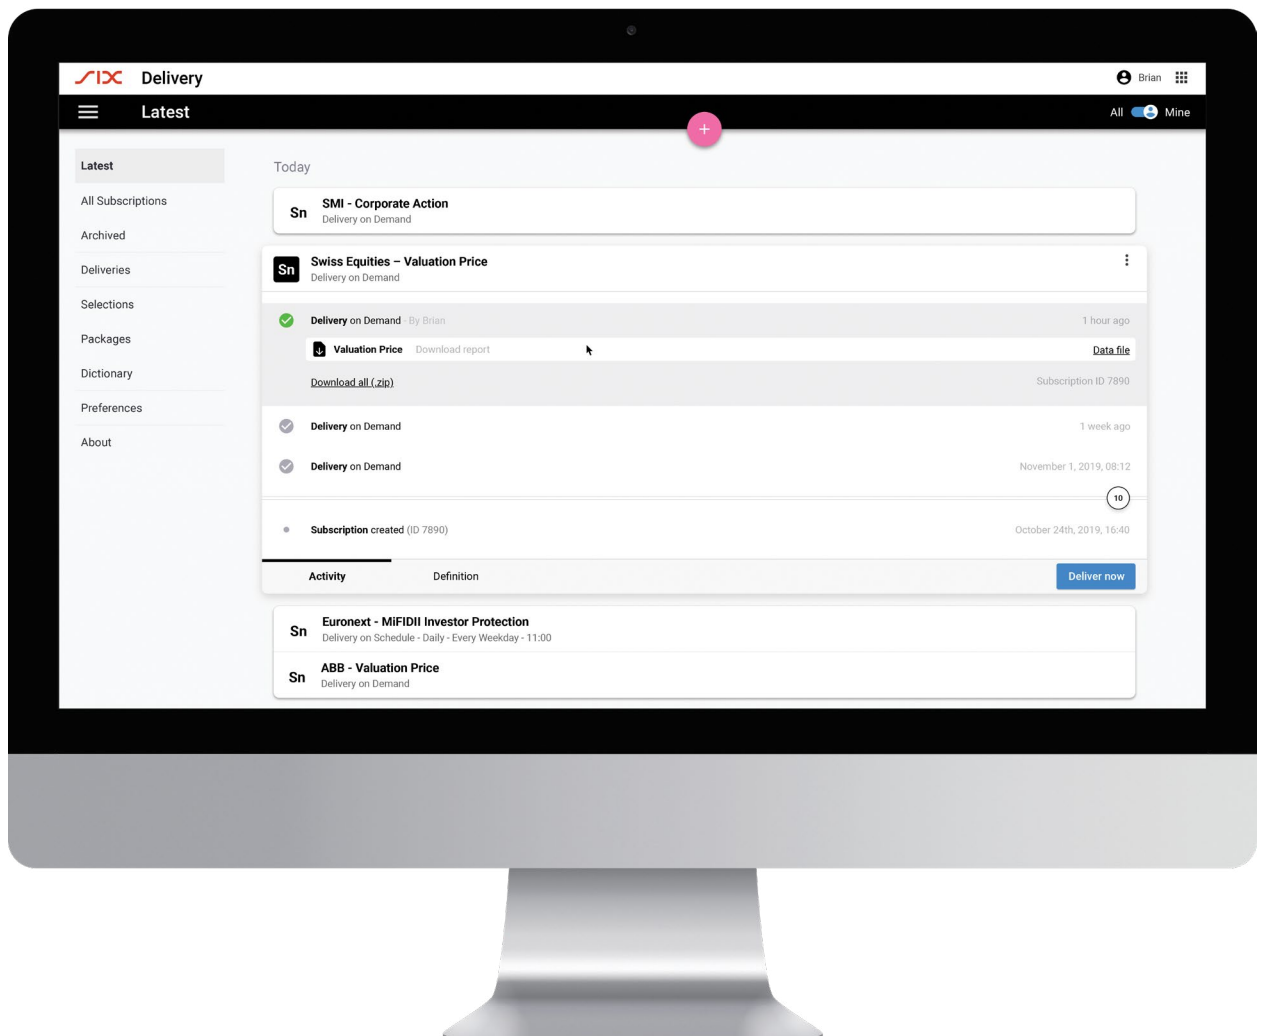 SIX Delivery
Brian
Latest
All Mine
+
Latest
All Subscriptions
Archived
Deliveries
Selections
Packages
Dictionary
Preferences
About
Today
Sn SMI - Corporate Action
Delivery on Demand
Sn Swiss Equities – Valuation Price
Delivery on Demand
Delivery on Demand - By Brian 1 hour ago
Valuation Price Download report Data file
Download all (.zip) Subscription ID 7890
Delivery on Demand 1 week ago
Delivery on Demand November 1, 2019, 08:12
10
Subscription created (ID 7890) October 24th, 2019, 16:40
Activity Definition Deliver now
Sn Euronext - MiFIDII Investor Protection
Delivery on Schedule - Daily - Every Weekday - 11:00
Sn ABB - Valuation Price
Delivery on Demand